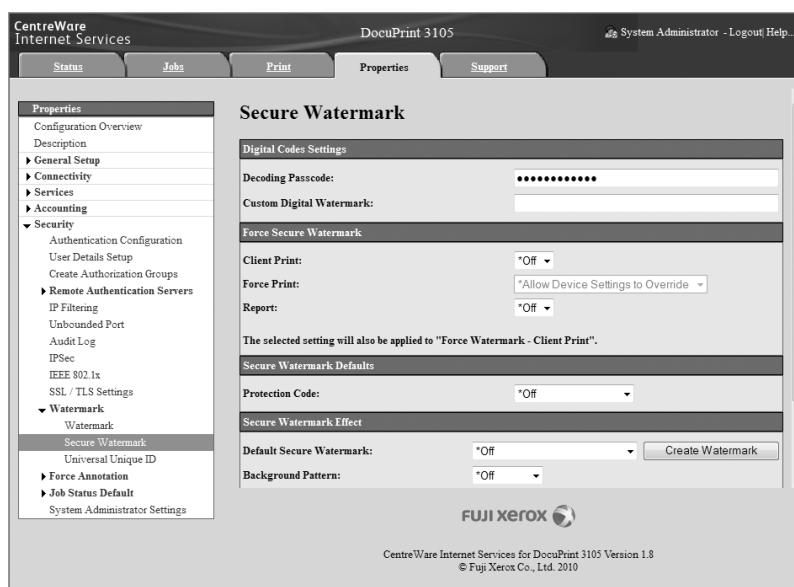 CentreWare
Internet Services
DocuPrint 3105
System Administrator - Logout| Help...
Status
Jobs
Print
Properties
Support
Properties
Configuration Overview
Description
General Setup
Connectivity
Services
Accounting
Security
Authentication Configuration
User Details Setup
Create Authorization Groups
Remote Authentication Servers
IP Filtering
Unbounded Port
Audit Log
IPSec
IEEE 802.1x
SSL / TLS Settings
Watermark
Watermark
Secure Watermark
Universal Unique ID
Force Annotation
Job Status Default
System Administrator Settings
Secure Watermark
Digital Codes Settings
Decoding Passcode: ●●●●●●●●●●●●
Custom Digital Watermark:
Force Secure Watermark
Client Print: *Off
Force Print: *Allow Device Settings to Override
Report: *Off
The selected setting will also be applied to "Force Watermark - Client Print".
Secure Watermark Defaults
Protection Code: *Off
Secure Watermark Effect
Default Secure Watermark: *Off Create Watermark
Background Pattern: *Off
FUJI XEROX
CentreWare Internet Services for DocuPrint 3105 Version 1.8
© Fuji Xerox Co., Ltd. 2010